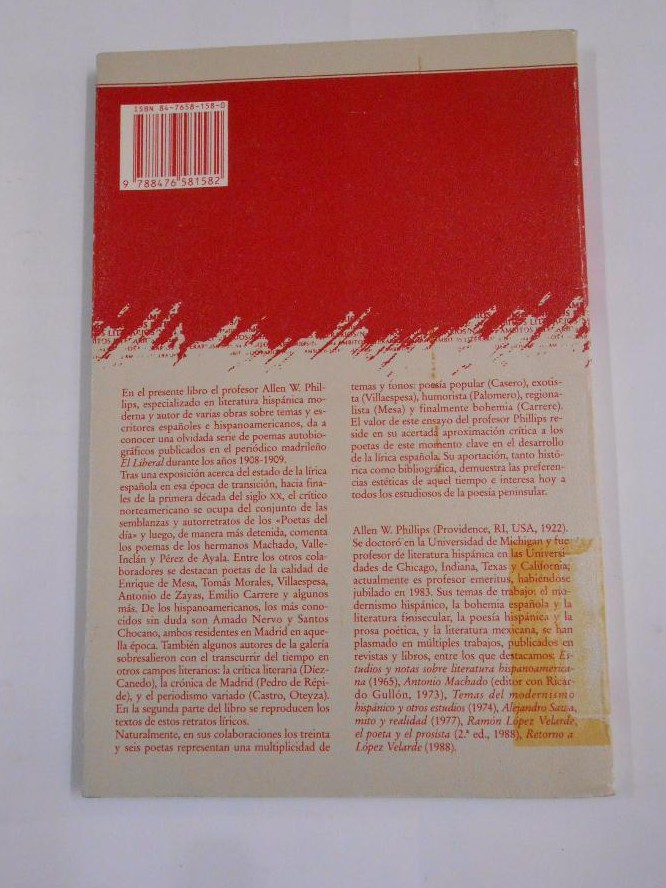 ISBN 84-7658-158-0
9 788476 581582
En el presente libro el profesor Allen W. Phil-
lips, especializado en literatura hispánica mo-
derna y autor de varias obras sobre temas y es-
critores españoles e hispanoamericanos, da a
conocer una olvidada serie de poemas autobio-
gráficos publicados en el periódico madrileño
El Liberal durante los años 1908-1909.
Tras una exposición acerca del estado de la lírica
española en esa época de transición, hacia fina-
les de la primera década del siglo XX, el crítico
norteamericano se ocupa del conjunto de las
semblanzas y autorretratos de los «Poetas del
día» y luego, de manera más detenida, comenta
los poemas de los hermanos Machado, Valle-
Inclán y Pérez de Ayala. Entre los otros cola-
boradores se destacan poetas de la calidad de
Enrique de Mesa, Tomás Morales, Villaespesa,
Antonio de Zayas, Emilio Carrere y algunos
más. De los hispanoamericanos, los más cono-
cidos sin duda son Amado Nervo y Santos
Chocano, ambos residentes en Madrid en aque-
lla época. También algunos autores de la galería
sobresalieron con el transcurrir del tiempo en
otros campos literarios: la crítica literaria (Díez-
Canedo), la crónica de Madrid (Pedro de Répi-
de), y el periodismo variado (Castro, Oteyza).
En la segunda parte del libro se reproducen los
textos de estos retratos líricos.
Naturalmente, en sus colaboraciones los treinta
y seis poetas representan una multiplicidad de
temas y tonos: poesía popular (Casero), exotis-
ta (Villaespesa), humorista (Palomero), regiona-
lista (Mesa) y finalmente bohemia (Carrere).
El valor de este ensayo del profesor Phillips re-
side en su acertada aproximación crítica a los
poetas de este momento clave en el desarrollo
de la lírica española. Su aportación, tanto histó-
rica como bibliográfica, demuestra las preferen-
cias estéticas de aquel tiempo e interesa hoy a
todos los estudiosos de la poesía peninsular.
Allen W. Phillips (Providence, RI, USA, 1922).
Se doctoró en la Universidad de Michigan y fue
profesor de literatura hispánica en las Universi-
dades de Chicago, Indiana, Texas y California;
actualmente es profesor emeritus, habiéndose
jubilado en 1983. Sus temas de trabajo: el mo-
dernismo hispánico, la bohemia española y la
literatura finisecular, la poesía hispánica y la
prosa poética, y la literatura mexicana, se han
plasmado en múltiples trabajos, publicados en
revistas y libros, entre los que destacamos: Es-
tudios y notas sobre literatura hispanoamerica-
na (1965), Antonio Machado (editor con Ricar-
do Gullón, 1973), Temas del modernismo
hispánico y otros estudios (1974), Alejandro Sawa,
mito y realidad (1977), Ramón López Velarde,
el poeta y el prosista (2.ª ed., 1988), Retorno a
López Velarde (1988).